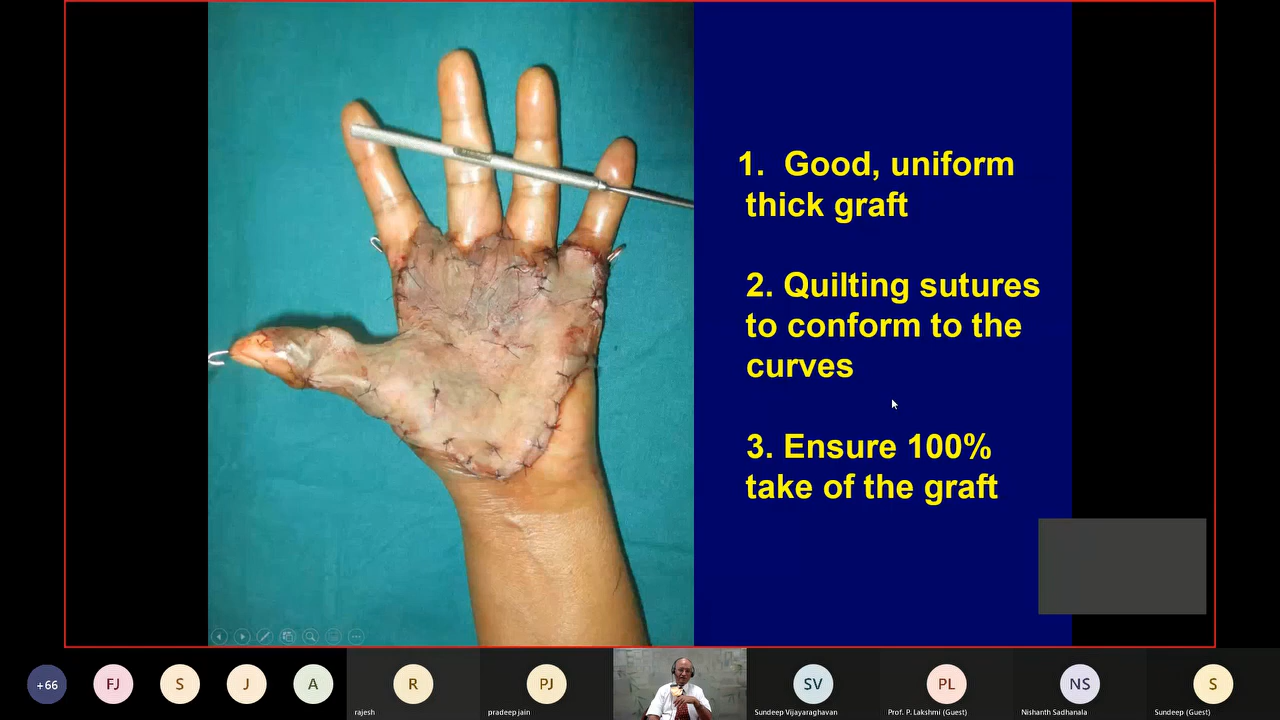 1. Good, uniform
thick graft
2. Quilting sutures
to conform to the
curves
3. Ensure 100%
take of the graft
+66
FJ
S
J
A
R
PJ
SV
PL
NS
S
rajesh
pradeep jain
Sundeep Vijayaraghavan
Prof. P. Lakshmi (Guest)
Nishanth Sadhanala
Sundeep (Guest)